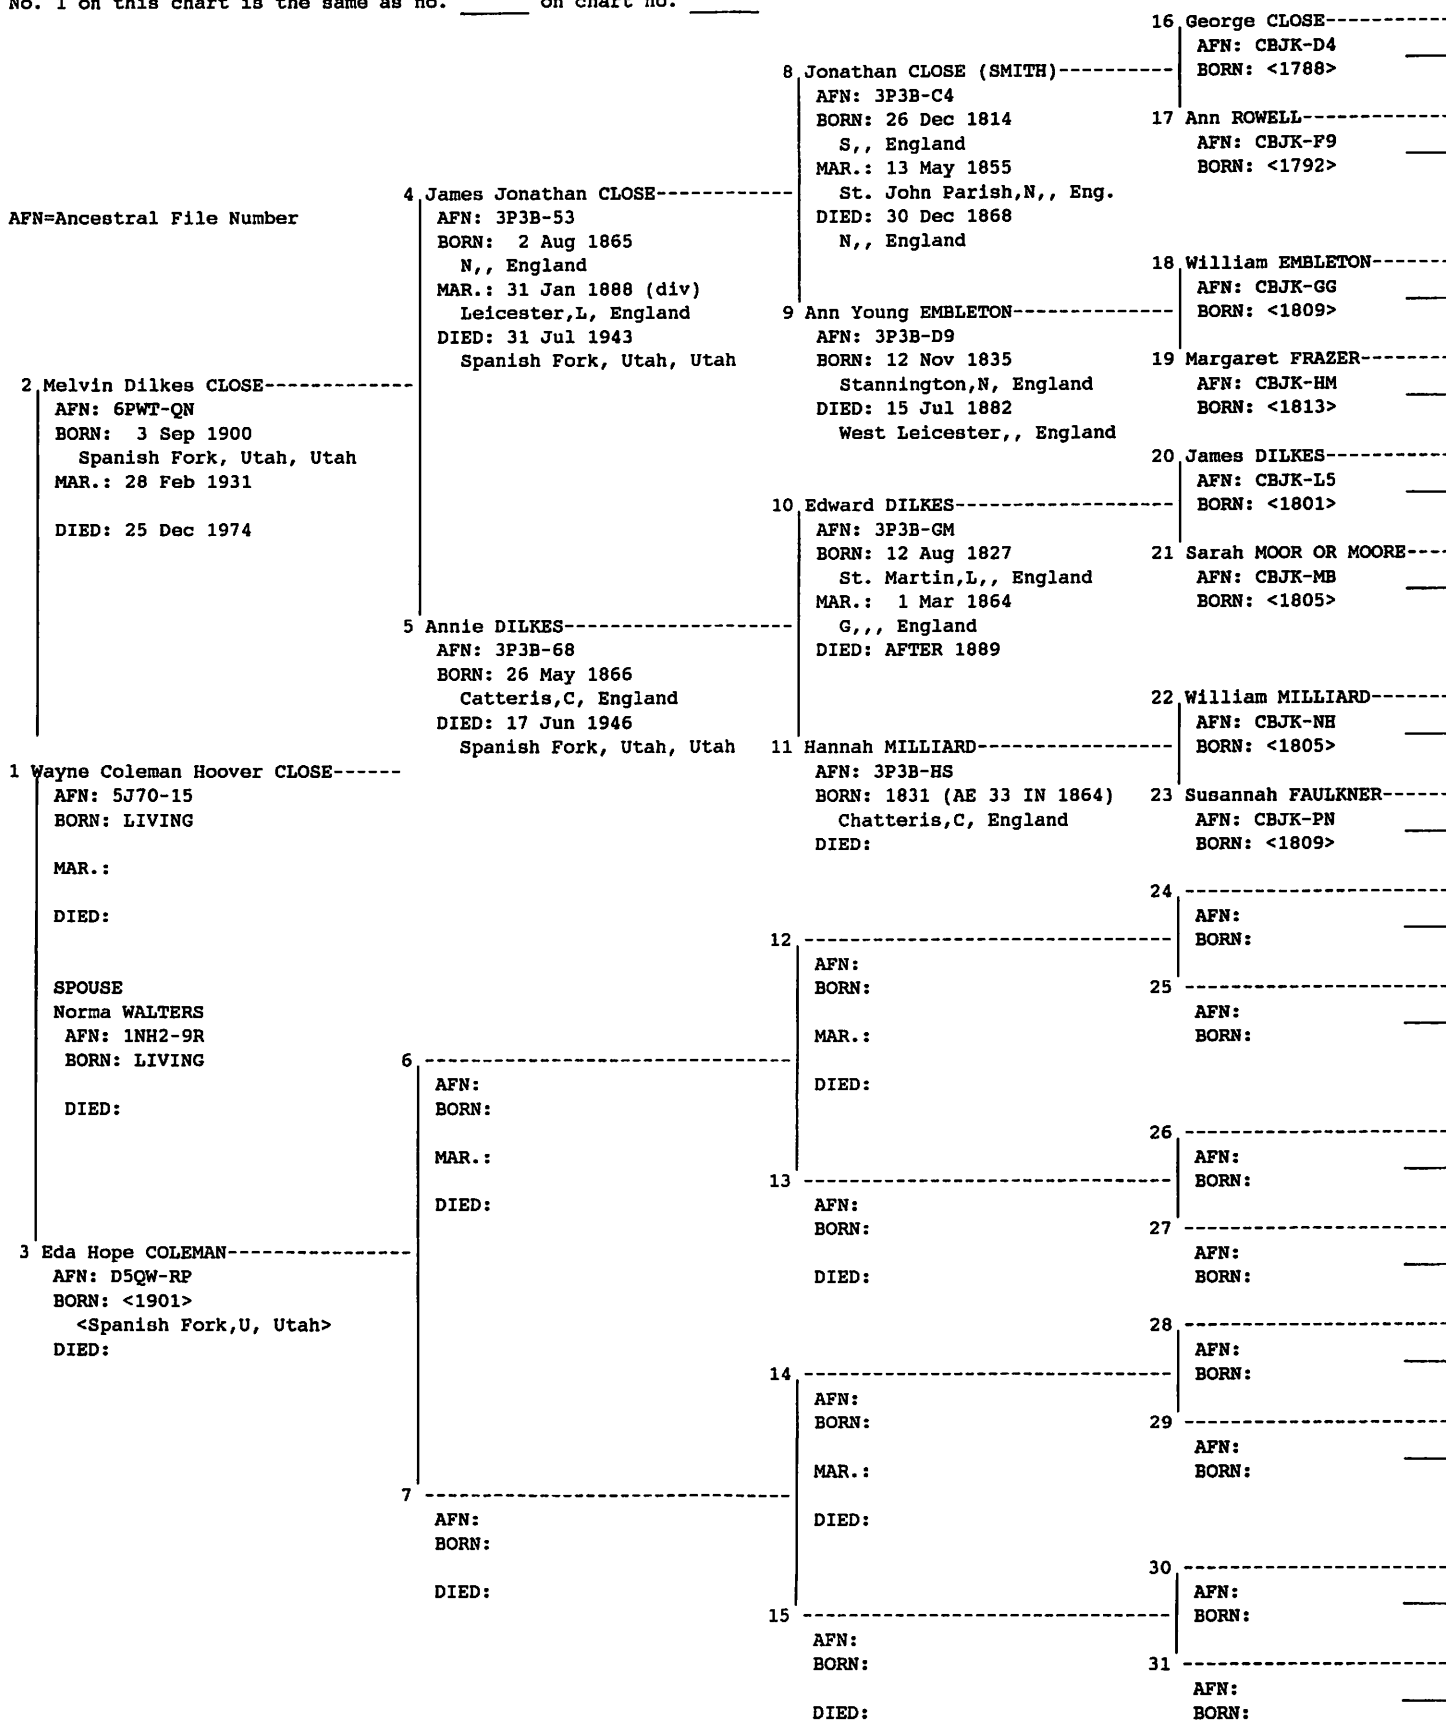 No. 1 on this chart is the same as no. ______ on chart no. ______
AFN=Ancestral File Number
1 Wayne Coleman Hoover CLOSE------
AFN: 5J70-15
BORN: LIVING
MAR.:
DIED:
SPOUSE
Norma WALTERS
AFN: 1NH2-9R
BORN: LIVING
DIED:
2 Melvin Dilkes CLOSE-------------
AFN: 6PWT-QN
BORN: 3 Sep 1900
Spanish Fork, Utah, Utah
MAR.: 28 Feb 1931
DIED: 25 Dec 1974
3 Eda Hope COLEMAN----------------
AFN: D5QW-RP
BORN: <1901>
<Spanish Fork,U, Utah>
DIED:
4 James Jonathan CLOSE------------
AFN: 3P3B-53
BORN: 2 Aug 1865
N,, England
MAR.: 31 Jan 1888 (div)
Leicester,L, England
DIED: 31 Jul 1943
Spanish Fork, Utah, Utah
5 Annie DILKES--------------------
AFN: 3P3B-68
BORN: 26 May 1866
Catteris,C, England
DIED: 17 Jun 1946
Spanish Fork, Utah, Utah
6 --------------------------------
AFN:
BORN:
MAR.:
DIED:
7 --------------------------------
AFN:
BORN:
DIED:
8 Jonathan CLOSE (SMITH)----------
AFN: 3P3B-C4
BORN: 26 Dec 1814
S,, England
MAR.: 13 May 1855
St. John Parish,N,, Eng.
DIED: 30 Dec 1868
N,, England
9 Ann Young EMBLETON--------------
AFN: 3P3B-D9
BORN: 12 Nov 1835
Stannington,N, England
DIED: 15 Jul 1882
West Leicester,, England
10 Edward DILKES-------------------
AFN: 3P3B-GM
BORN: 12 Aug 1827
St. Martin,L,, England
MAR.: 1 Mar 1864
G,,, England
DIED: AFTER 1889
11 Hannah MILLIARD-----------------
AFN: 3P3B-HS
BORN: 1831 (AE 33 IN 1864)
Chatteris,C, England
DIED:
12 --------------------------------
AFN:
BORN:
MAR.:
DIED:
13 --------------------------------
AFN:
BORN:
DIED:
14 --------------------------------
AFN:
BORN:
MAR.:
DIED:
15 --------------------------------
AFN:
BORN:
DIED:
16 George CLOSE-----------
AFN: CBJK-D4
BORN: <1788>
17 Ann ROWELL-------------
AFN: CBJK-F9
BORN: <1792>
18 William EMBLETON-------
AFN: CBJK-GG
BORN: <1809>
19 Margaret FRAZER--------
AFN: CBJK-HM
BORN: <1813>
20 James DILKES-----------
AFN: CBJK-L5
BORN: <1801>
21 Sarah MOOR OR MOORE----
AFN: CBJK-MB
BORN: <1805>
22 William MILLIARD-------
AFN: CBJK-NH
BORN: <1805>
23 Susannah FAULKNER------
AFN: CBJK-PN
BORN: <1809>
24 -----------------------
AFN:
BORN:
25 -----------------------
AFN:
BORN:
26 -----------------------
AFN:
BORN:
27 -----------------------
AFN:
BORN:
28 -----------------------
AFN:
BORN:
29 -----------------------
AFN:
BORN:
30 -----------------------
AFN:
BORN:
31 -----------------------
AFN:
BORN: